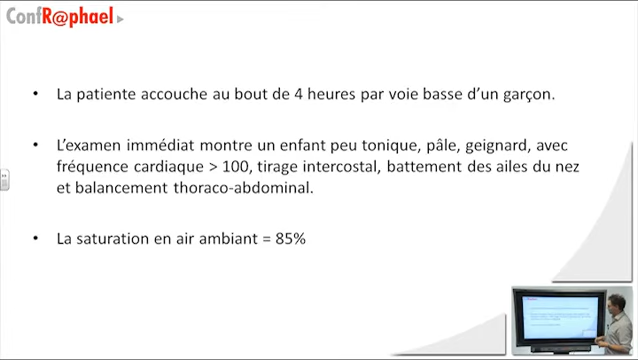 ConfR@phael
• La patiente accouche au bout de 4 heures par voie basse d’un garçon.
• L’examen immédiat montre un enfant peu tonique, pâle, geignard, avec
fréquence cardiaque > 100, tirage intercostal, battement des ailes du nez
et balancement thoraco-abdominal.
• La saturation en air ambiant = 85%